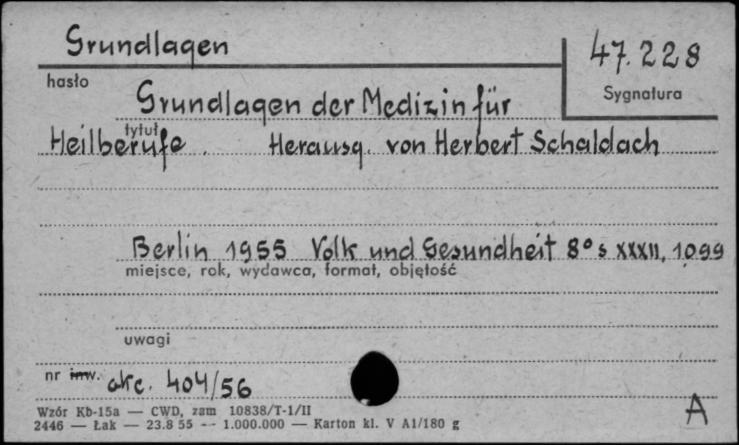 Grundlagen
47.228
hasło
Sygnatura
Grundlagen der Medizin für
tytuł
Heilberufe. Herausg. von Herbert Schaldach
Berlin 1955 Volk und Gesundheit 8° s XXXII, 1099
miejsce, rok, wydawca, format, objętość
uwagi
nr inw. akc. 404/56
A
Wzór Kb-15a — CWD, zam 10838/T-1/II
2446 — Łak — 23.8 55 -- 1.000.000 — Karton kl. V A1/180 g